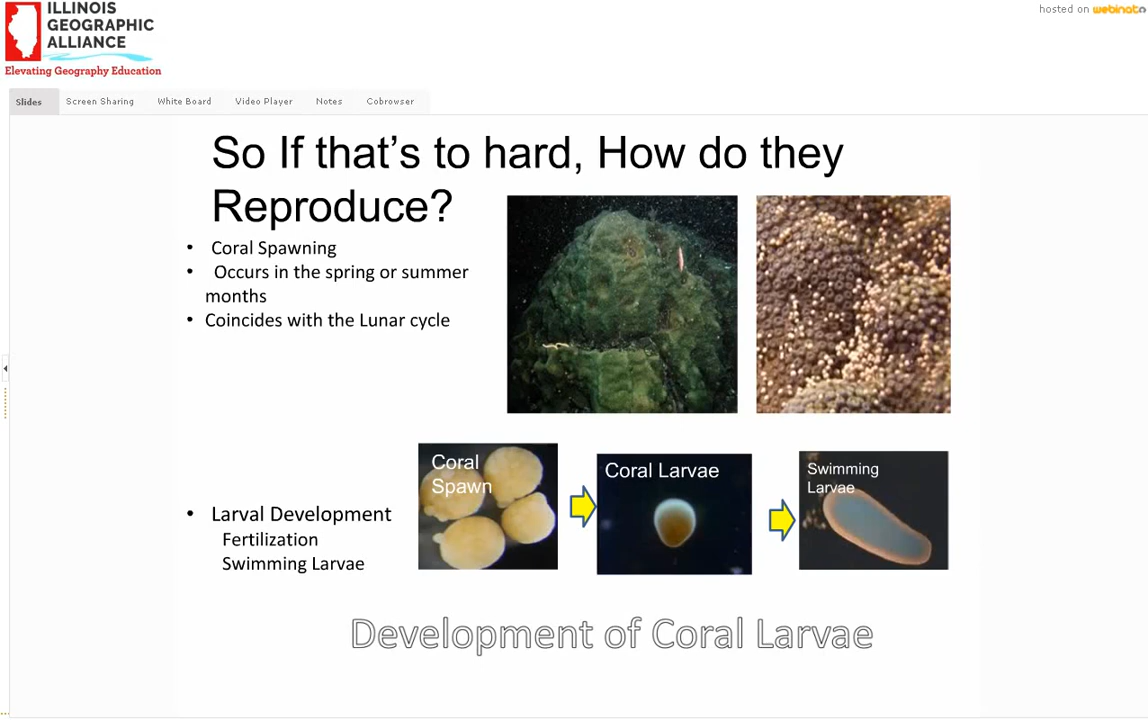 ILLINOIS
GEOGRAPHIC
ALLIANCE
Elevating Geography Education
hosted on webinato
Slides
Screen Sharing
White Board
Video Player
Notes
Cobrowser
So If that's to hard, How do they
Reproduce?
• Coral Spawning
• Occurs in the spring or summer
months
• Coincides with the Lunar cycle
Coral
Spawn
Coral Larvae
Swimming
Larvae
• Larval Development
Fertilization
Swimming Larvae
Development of Coral Larvae